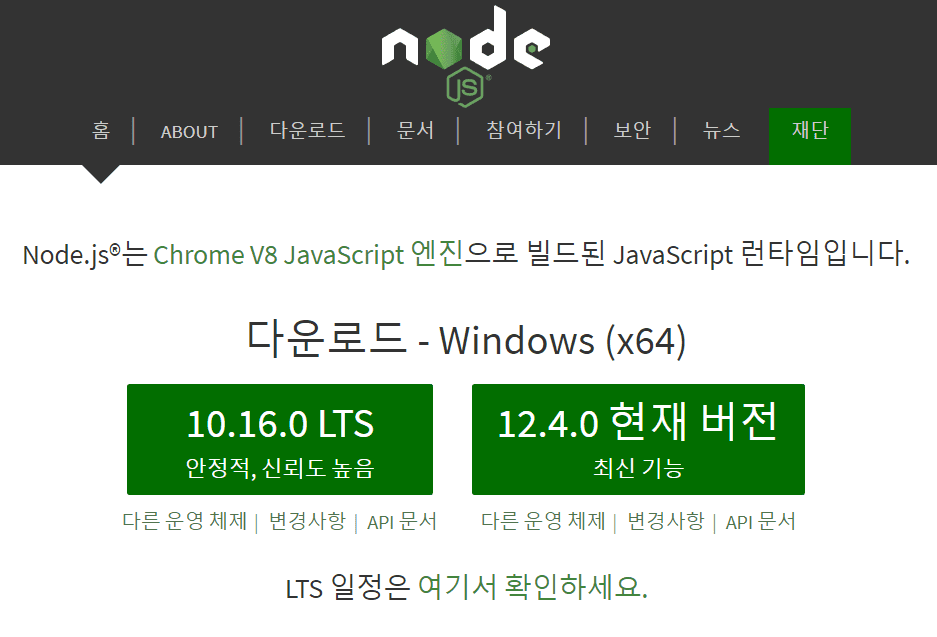 node
JS®
홈 | ABOUT | 다운로드 | 문서 | 참여하기 | 보안 | 뉴스 재단
Node.js®는 Chrome V8 JavaScript 엔진으로 빌드된 JavaScript 런타임입니다.
다운로드 - Windows (x64)
10.16.0 LTS 12.4.0 현재 버전
안정적, 신뢰도 높음 최신 기능
다른 운영 체제 | 변경사항 | API 문서 다른 운영 체제 | 변경사항 | API 문서
LTS 일정은 여기서 확인하세요.